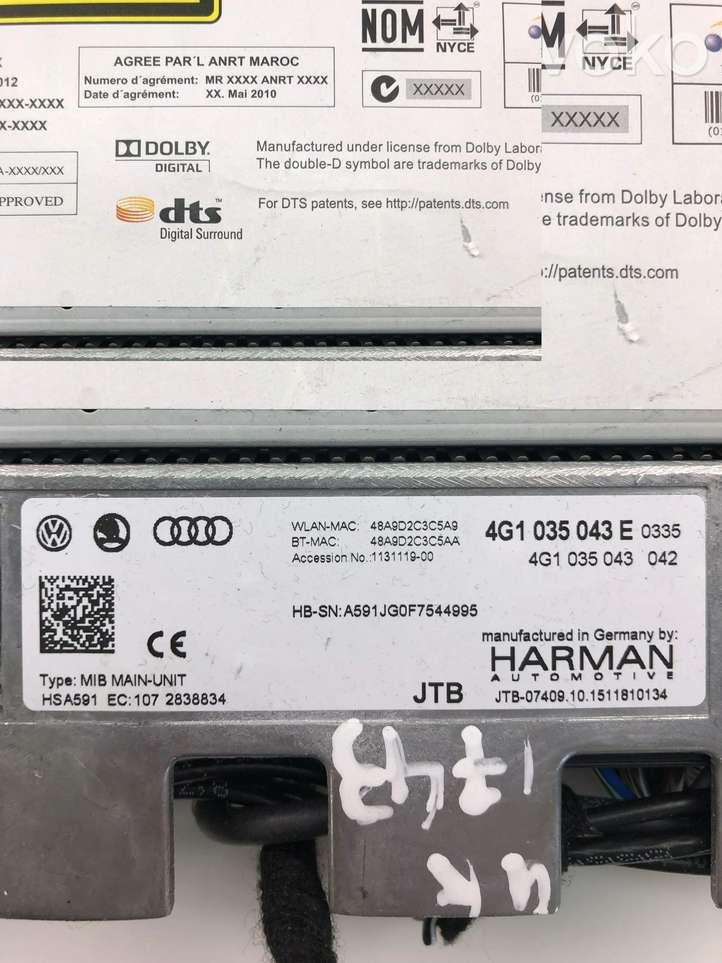 NOM
NYCE
M
NYCE
OVOKO
X
012
XXX-XXXX
X-XXXX
A-XXXX/XXX
PPROVED
AGREE PAR´L ANRT MAROC
Numero d´agrément: MR XXXX ANRT XXXX
Date d´agrément: XX. Mai 2010
XXXXX
XXXXX
DOLBY
DIGITAL
Manufactured under license from Dolby Labor
The double-D symbol are trademarks of Dolby
dts
Digital Surround
For DTS patents, see http://patents.dts.com
ense from Dolby Labora
e trademarks of Dolby
://patents.dts.com
WLAN-MAC: 48A9D2C3C5A9
BT-MAC: 48A9D2C3C5AA
Accession No.:1131119-00
4G1 035 043 E 0335
4G1 035 043 042
HB-SN:A591JG0F7544995
CE
manufactured in Germany by:
HARMAN
AUTOMOTIVE
Type: MIB MAIN-UNIT
HSA591 EC:107 2838834
JTB
JTB-07409.10.1511810134
1743